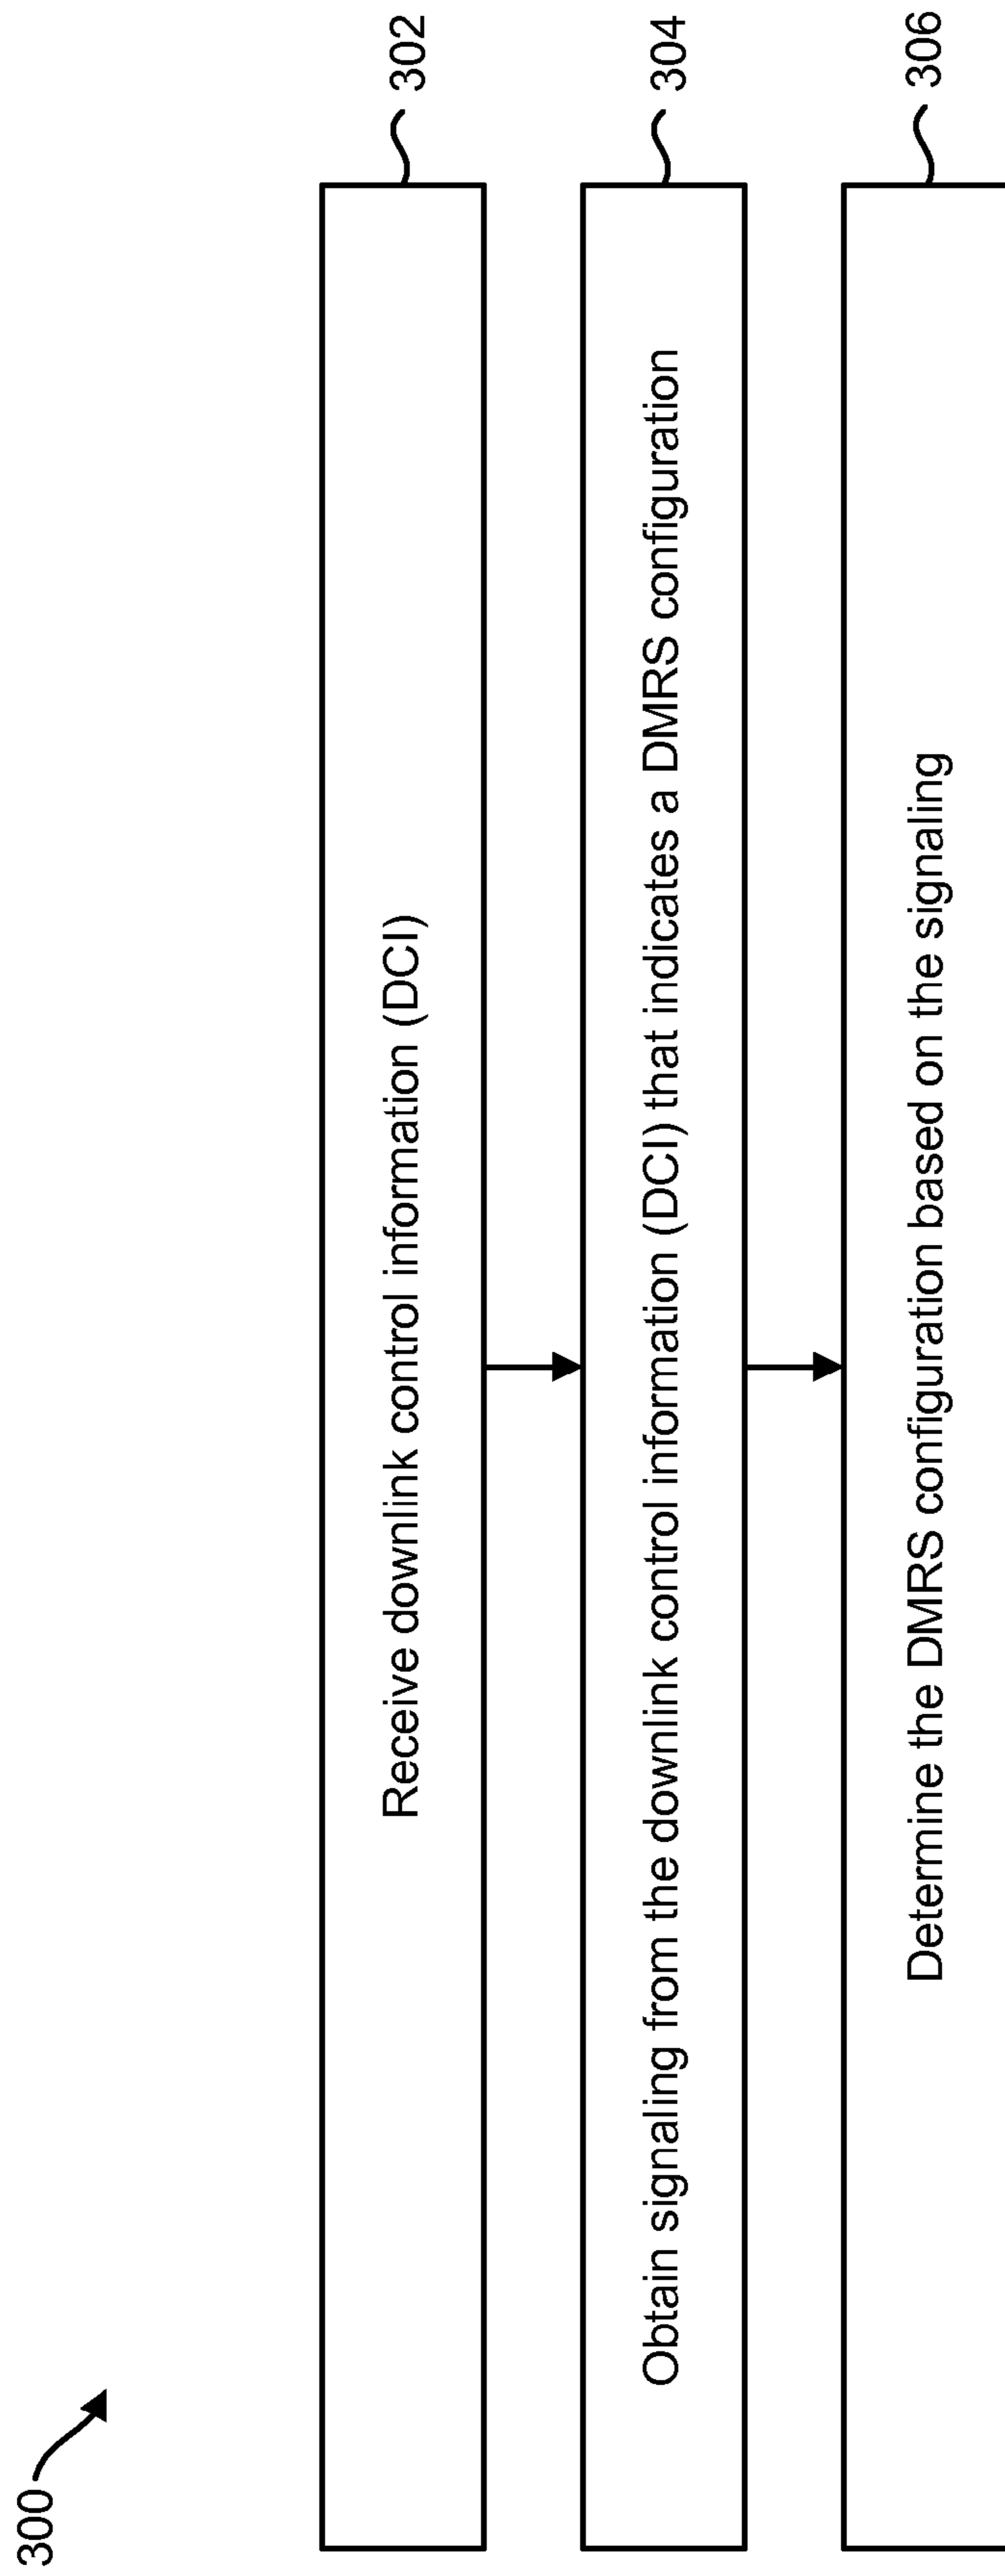 300
Receive downlink control information (DCI)
302
Obtain signaling from the downlink control information (DCI) that indicates a DMRS configuration
304
Determine the DMRS configuration based on the signaling
306